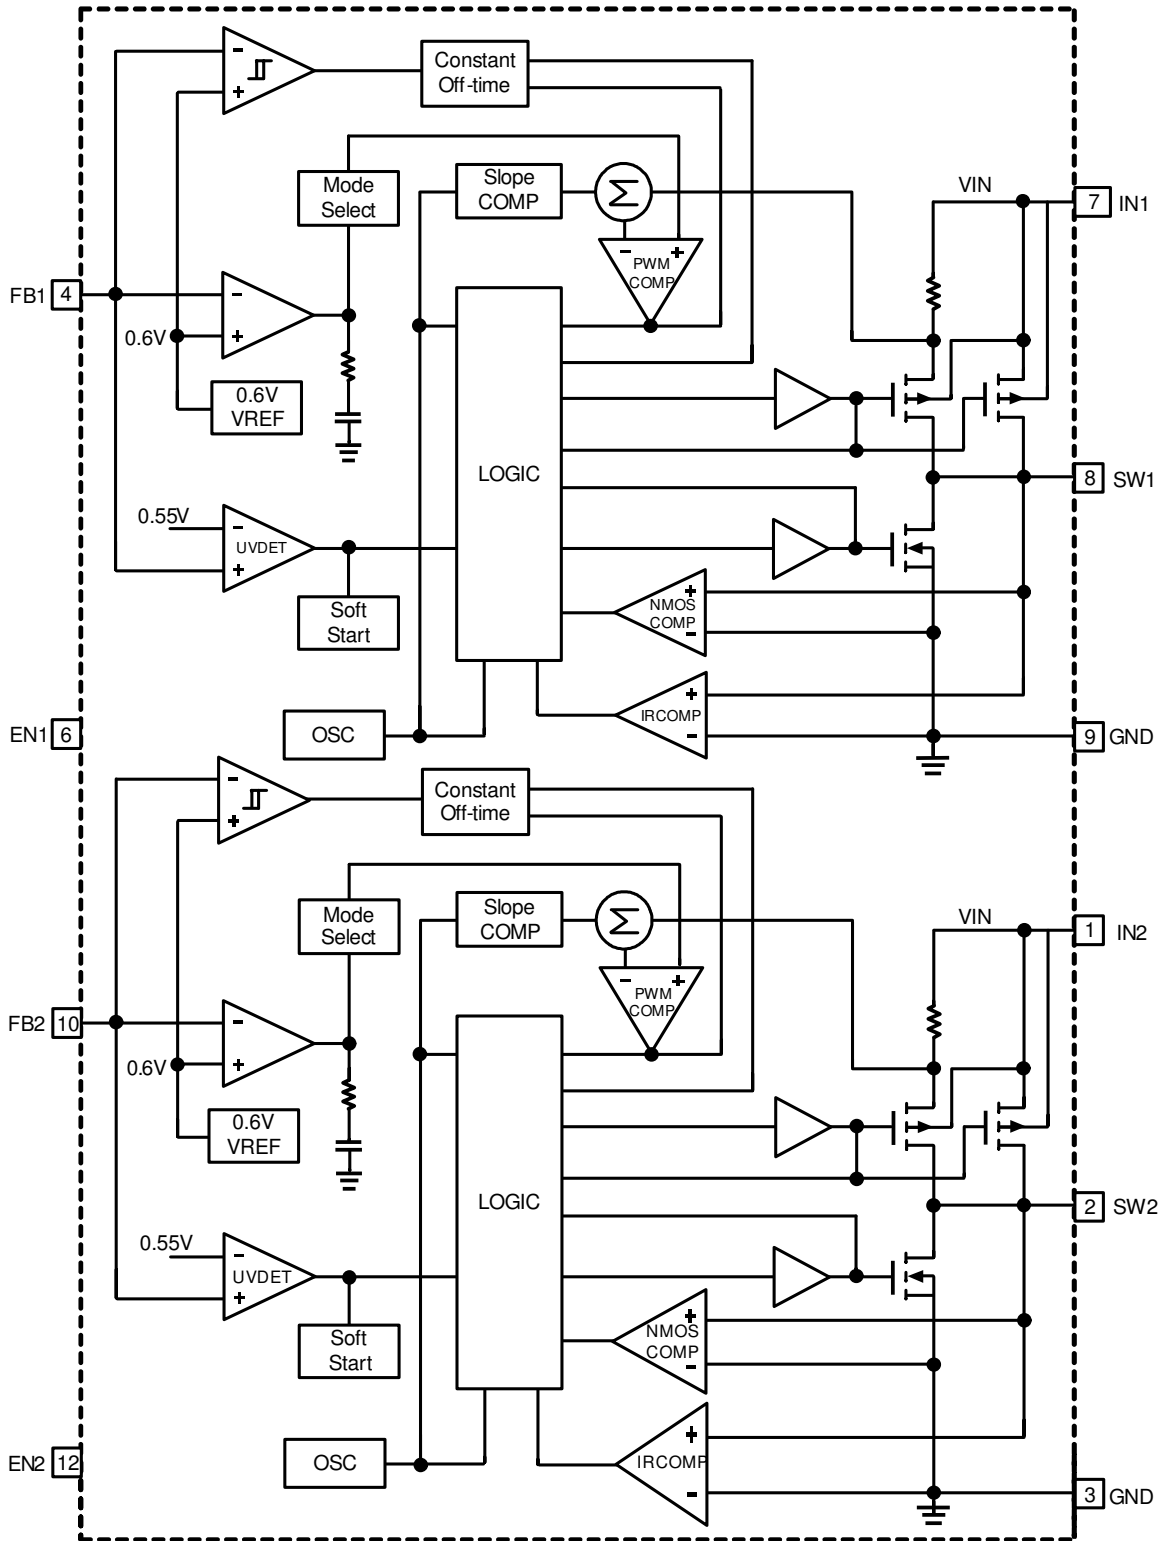 -
+
Constant
Off-time
Mode
Select
Slope
COMP
Σ
VIN
7 IN1
- +
PWM
COMP
FB1 4
-
+
0.6V
0.6V
VREF
LOGIC
8 SW1
0.55V
-
UVDET
+
Soft
Start
+
NMOS
COMP
-
+
IRCOMP
-
EN1 6
OSC
9 GND
-
+
Constant
Off-time
Mode
Select
Slope
COMP
Σ
VIN
1 IN2
- +
PWM
COMP
FB2 10
-
+
0.6V
0.6V
VREF
LOGIC
2 SW2
0.55V
-
UVDET
+
Soft
Start
+
NMOS
COMP
-
+
IRCOMP
-
EN2 12
OSC
3 GND